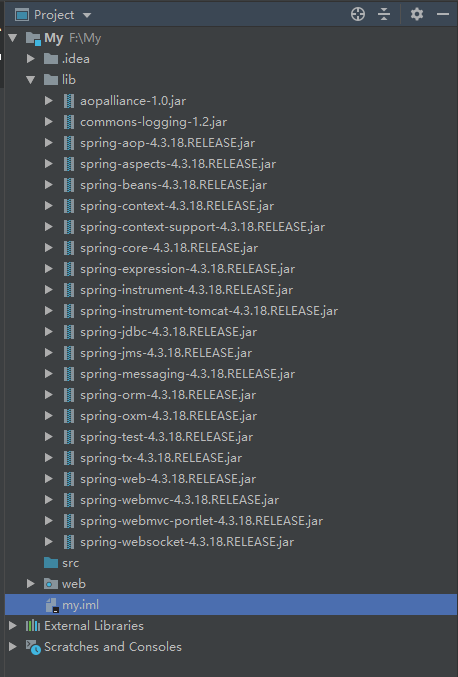 Project
My F:\My
.idea
lib
aopalliance-1.0.jar
commons-logging-1.2.jar
spring-aop-4.3.18.RELEASE.jar
spring-aspects-4.3.18.RELEASE.jar
spring-beans-4.3.18.RELEASE.jar
spring-context-4.3.18.RELEASE.jar
spring-context-support-4.3.18.RELEASE.jar
spring-core-4.3.18.RELEASE.jar
spring-expression-4.3.18.RELEASE.jar
spring-instrument-4.3.18.RELEASE.jar
spring-instrument-tomcat-4.3.18.RELEASE.jar
spring-jdbc-4.3.18.RELEASE.jar
spring-jms-4.3.18.RELEASE.jar
spring-messaging-4.3.18.RELEASE.jar
spring-orm-4.3.18.RELEASE.jar
spring-oxm-4.3.18.RELEASE.jar
spring-test-4.3.18.RELEASE.jar
spring-tx-4.3.18.RELEASE.jar
spring-web-4.3.18.RELEASE.jar
spring-webmvc-4.3.18.RELEASE.jar
spring-webmvc-portlet-4.3.18.RELEASE.jar
spring-websocket-4.3.18.RELEASE.jar
src
web
my.iml
External Libraries
Scratches and Consoles